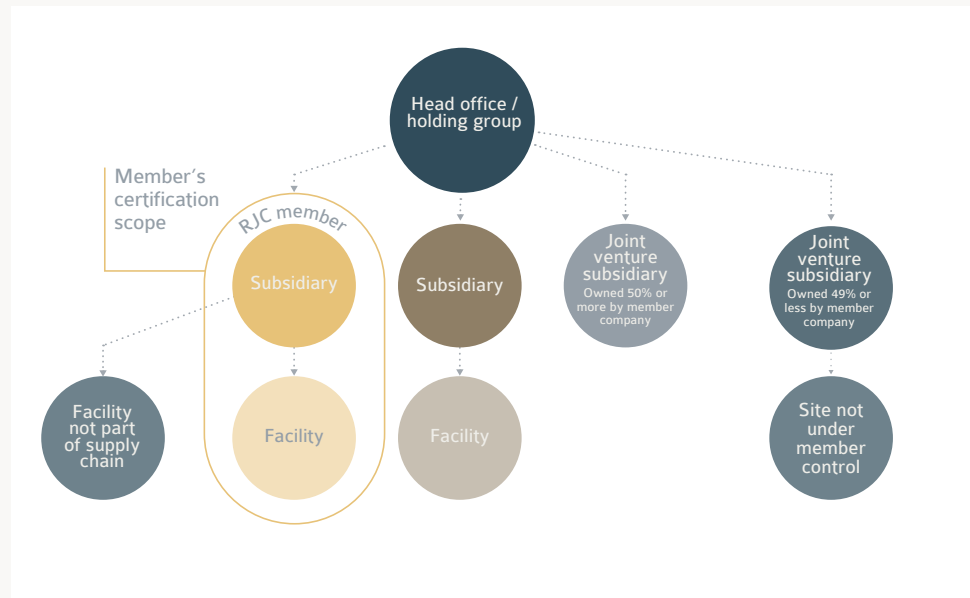 Head office /
holding group
Member's
certification
scope
RJC member
Subsidiary
Subsidiary
Joint
venture
subsidiary
Owned 50% or
more by member
company
Joint
venture
subsidiary
Owned 49% or
less by member
company
Facility
not part
of supply
chain
Facility
Facility
Site not
under
member
control